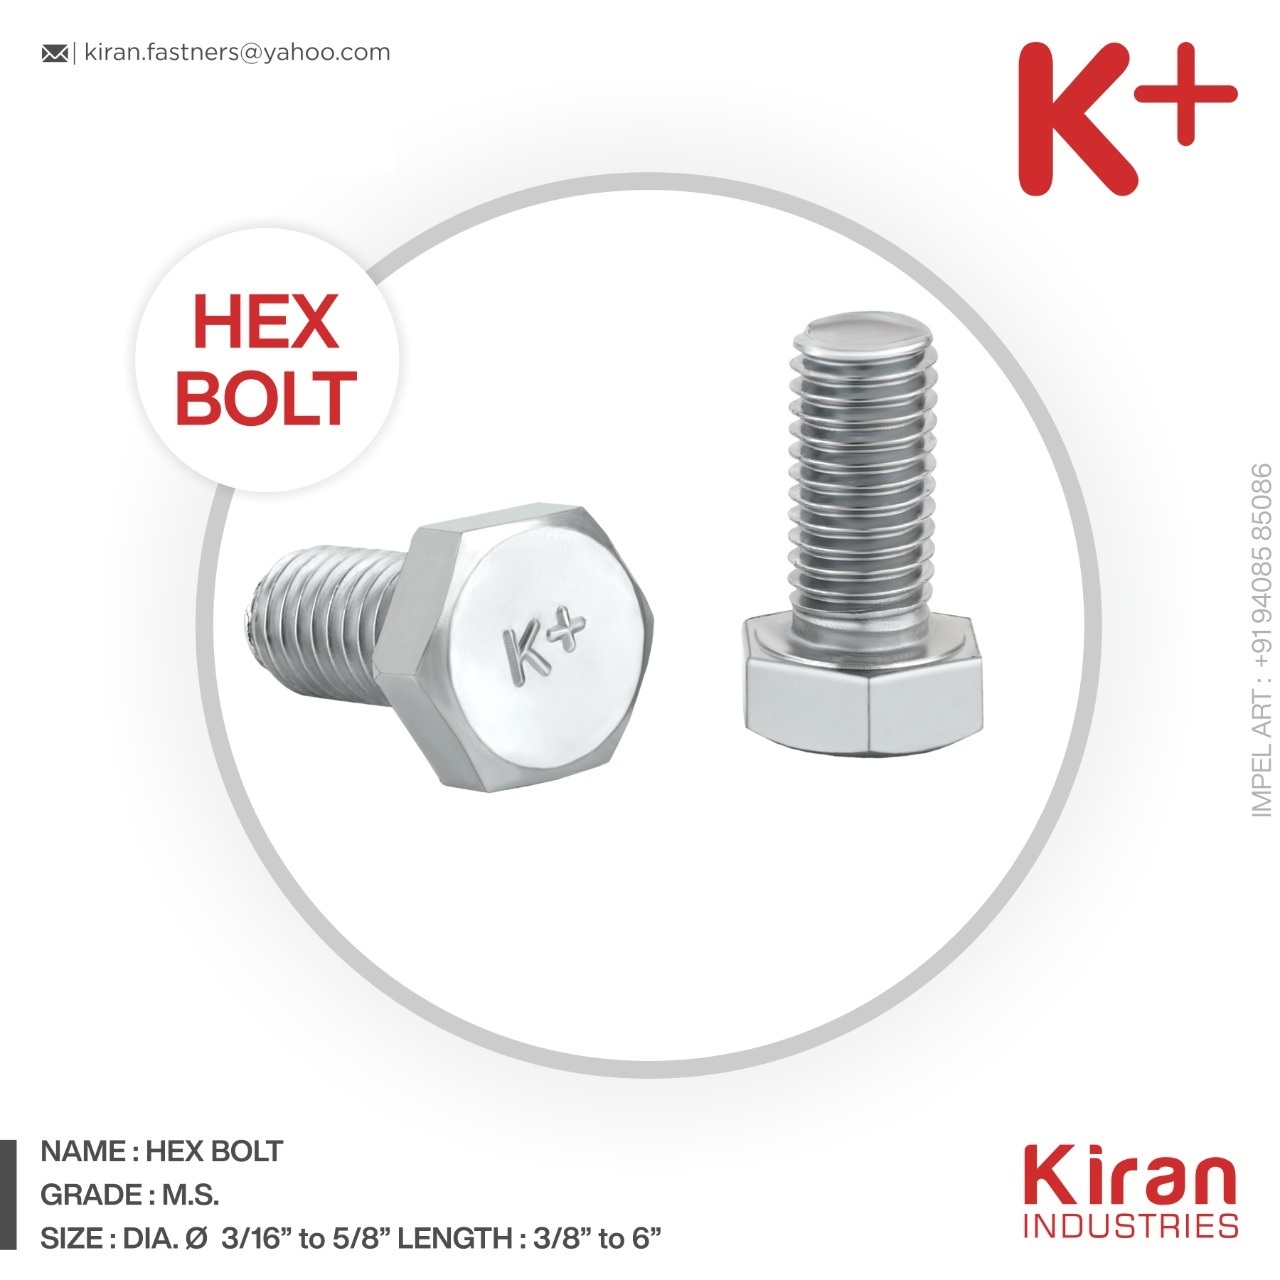 | kiran.fastners@yahoo.com
K+
HEX
BOLT
K+
IMPEL ART : +91 94085 85086
NAME : HEX BOLT
GRADE : M.S.
SIZE : DIA. Ø 3/16” to 5/8” LENGTH : 3/8” to 6”
Kiran
INDUSTRIES